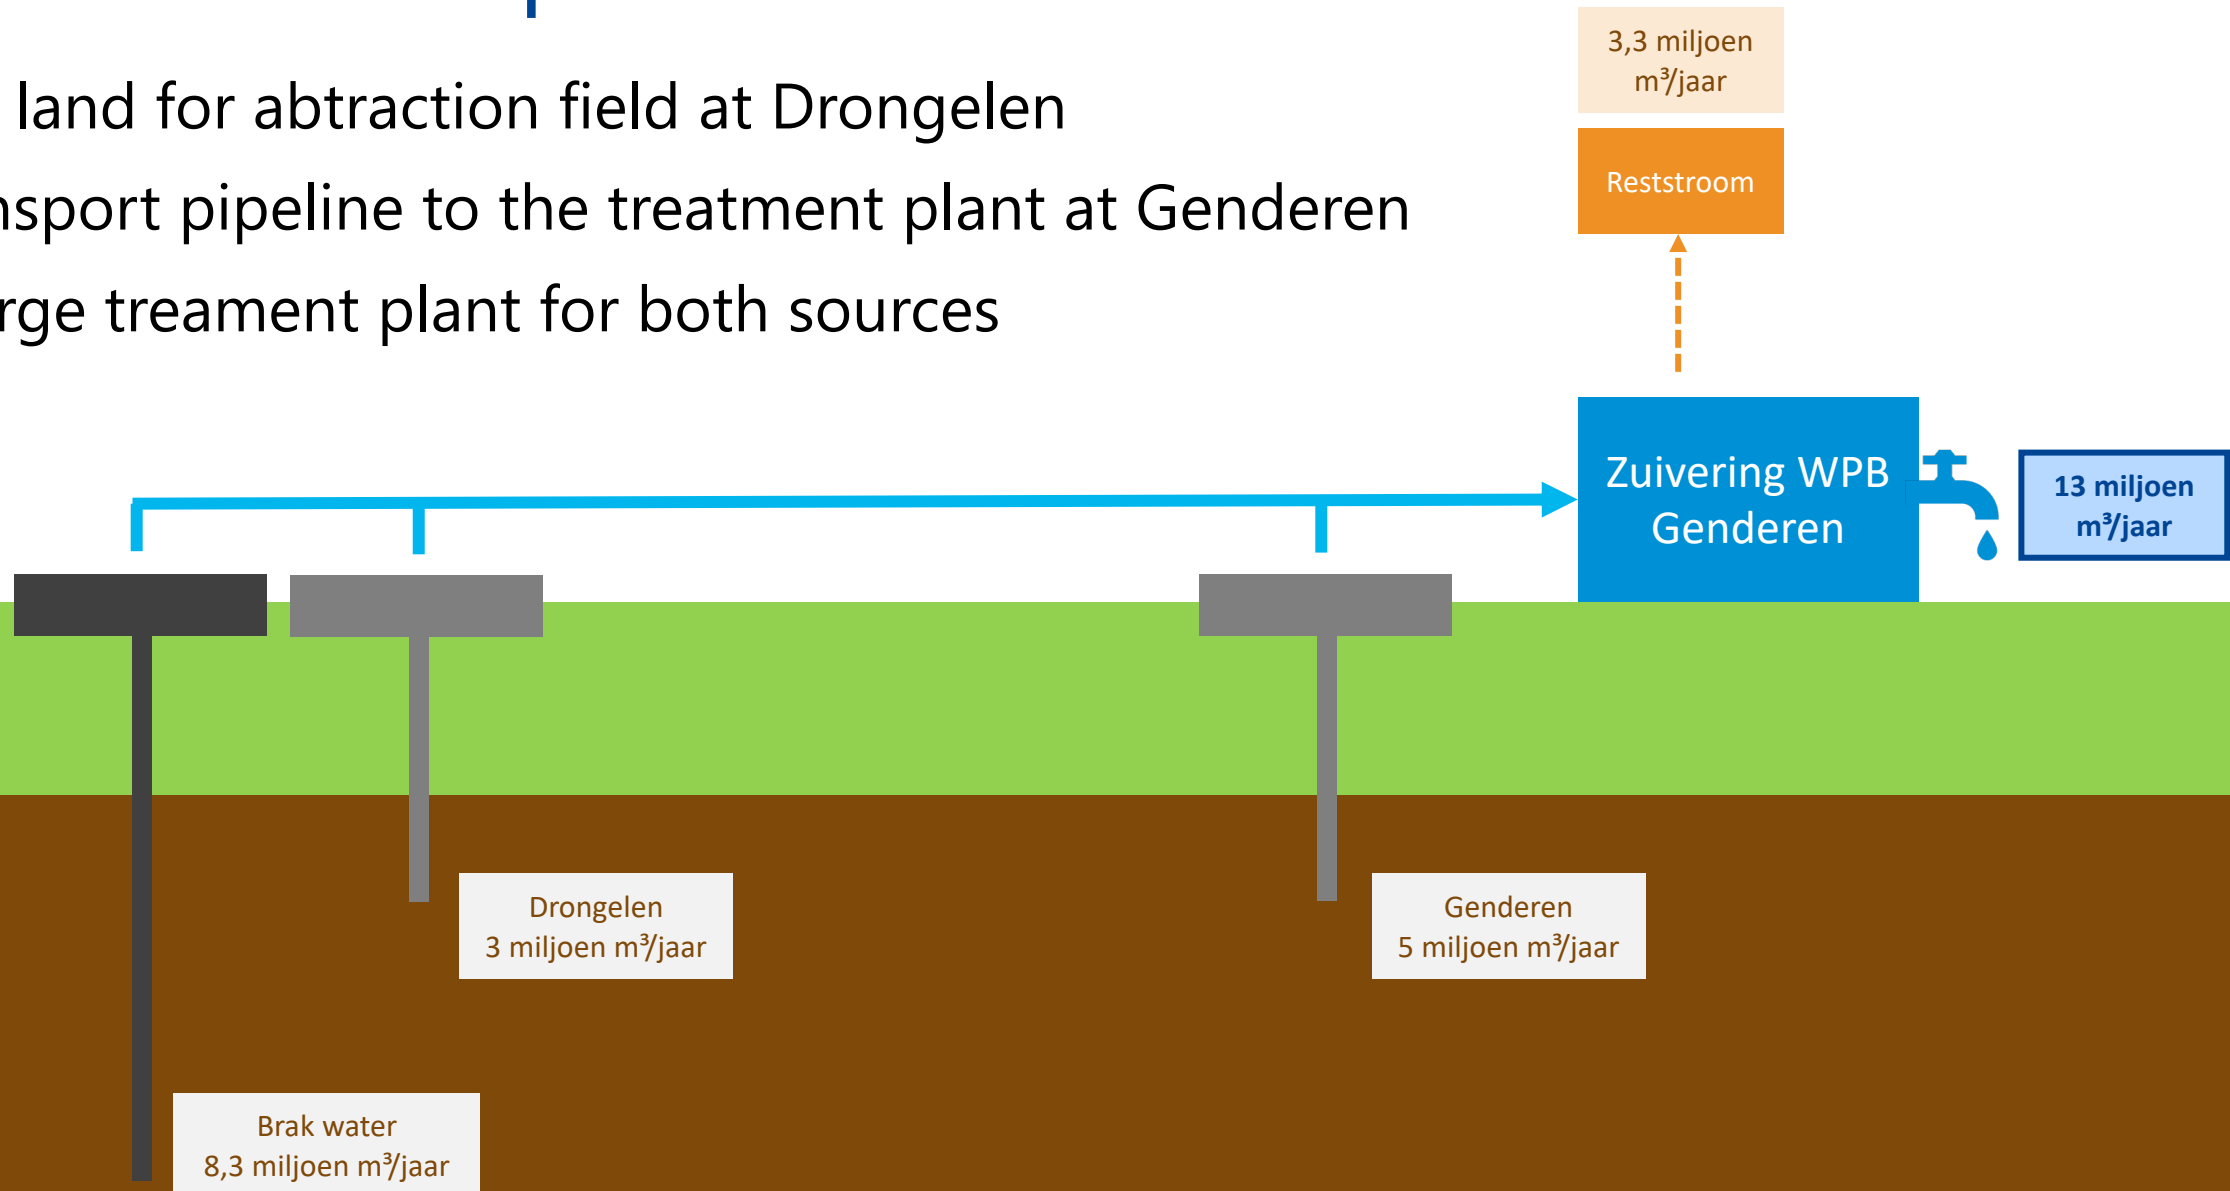 land for abtraction field at Drongelen
nsport pipeline to the treatment plant at Genderen
rge treament plant for both sources
3,3 miljoen
m³/jaar
Reststroom
Zuivering WPB
Genderen
13 miljoen
m³/jaar
Drongelen
3 miljoen m³/jaar
Genderen
5 miljoen m³/jaar
Brak water
8,3 miljoen m³/jaar